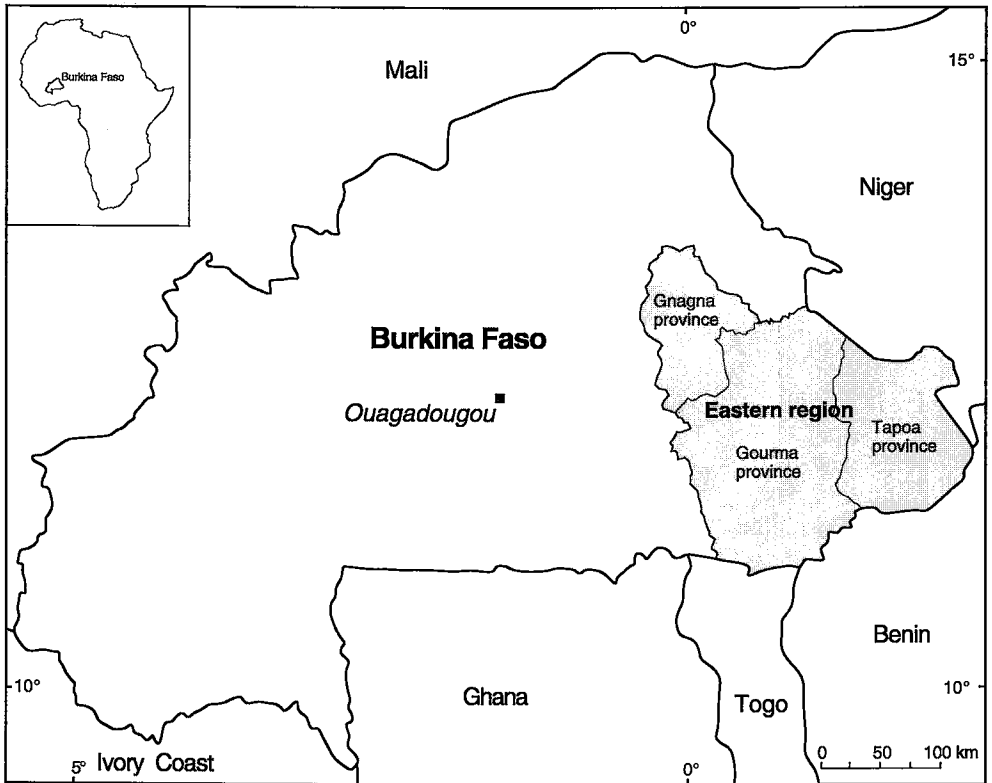 0°
15°
Burkina Faso
Mali
Niger
Gnagna
province
Burkina Faso
Ouagadougou
Eastern region
Tapoa
province
Gourma
province
Benin
10°
Ghana
Togo
10°
0 50 100 km
5° Ivory Coast
0°